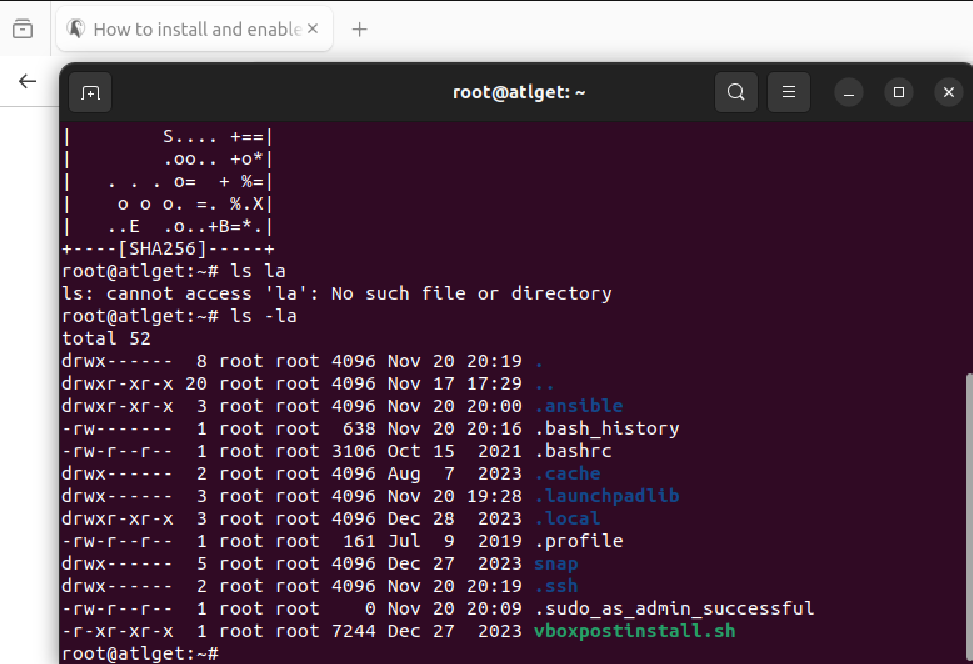 How to install and enable
root@atlget: ~
|        S.... +==|
|        .oo.. +o*|
|   . . . o=  + %=|
|    o o o. =. %.X|
|   ..E  .o..+B=*.|
+----[SHA256]-----+
root@atlget:~# ls la
ls: cannot access 'la': No such file or directory
root@atlget:~# ls -la
total 52
drwx------  8 root root 4096 Nov 20 20:19 .
drwxr-xr-x 20 root root 4096 Nov 17 17:29 ..
drwxr-xr-x  3 root root 4096 Nov 20 20:00 .ansible
-rw-------  1 root root  638 Nov 20 20:16 .bash_history
-rw-r--r--  1 root root 3106 Oct 15  2021 .bashrc
drwx------  2 root root 4096 Aug  7  2023 .cache
drwx------  3 root root 4096 Nov 20 19:28 .launchpadlib
drwxr-xr-x  3 root root 4096 Dec 28  2023 .local
-rw-r--r--  1 root root  161 Jul  9  2019 .profile
drwx------  5 root root 4096 Dec 27  2023 snap
drwx------  2 root root 4096 Nov 20 20:19 .ssh
-rw-r--r--  1 root root    0 Nov 20 20:09 .sudo_as_admin_successful
-r-xr-xr-x  1 root root 7244 Dec 27  2023 vboxpostinstall.sh
root@atlget:~#